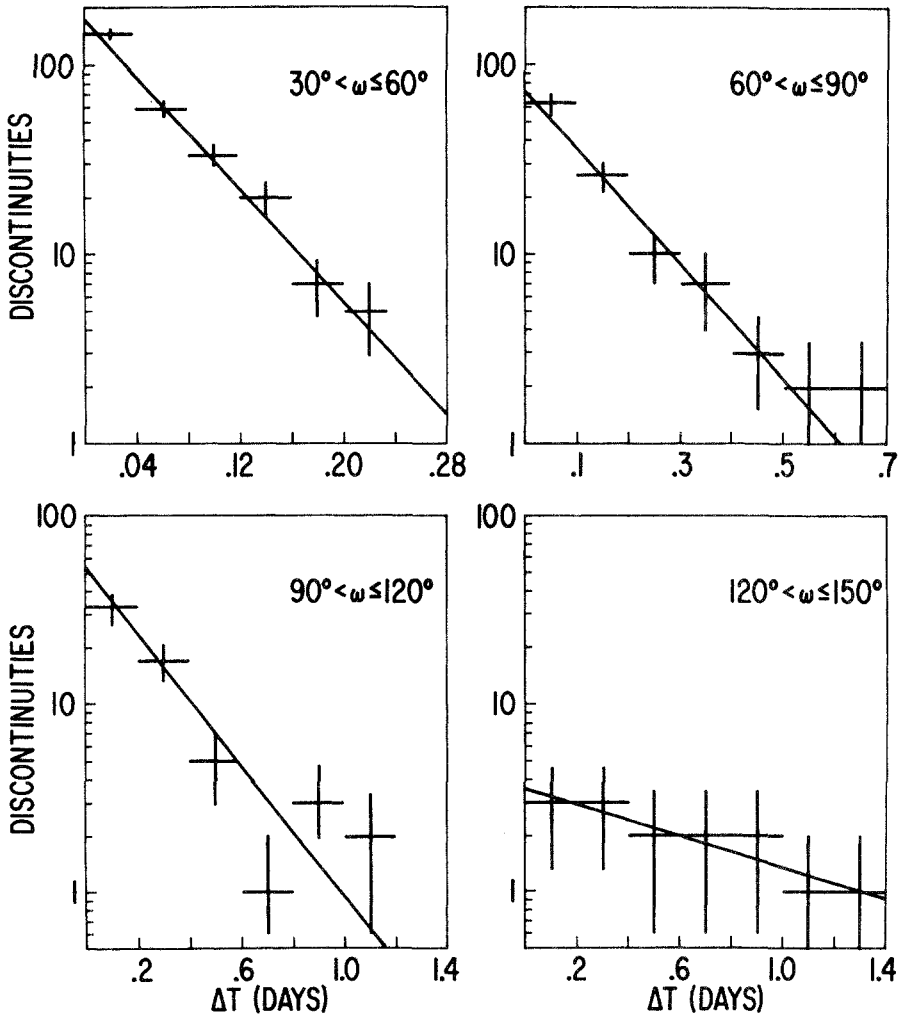 DISCONTINUITIES
100
10
1
30° < ω ≤ 60°
.04 .12 .20 .28
100
10
1
60° < ω ≤ 90°
.1 .3 .5 .7
DISCONTINUITIES
100
10
1
90° < ω ≤ 120°
.2 .6 1.0 1.4
ΔT (DAYS)
100
10
1
120° < ω ≤ 150°
.2 .6 1.0 1.4
ΔT (DAYS)